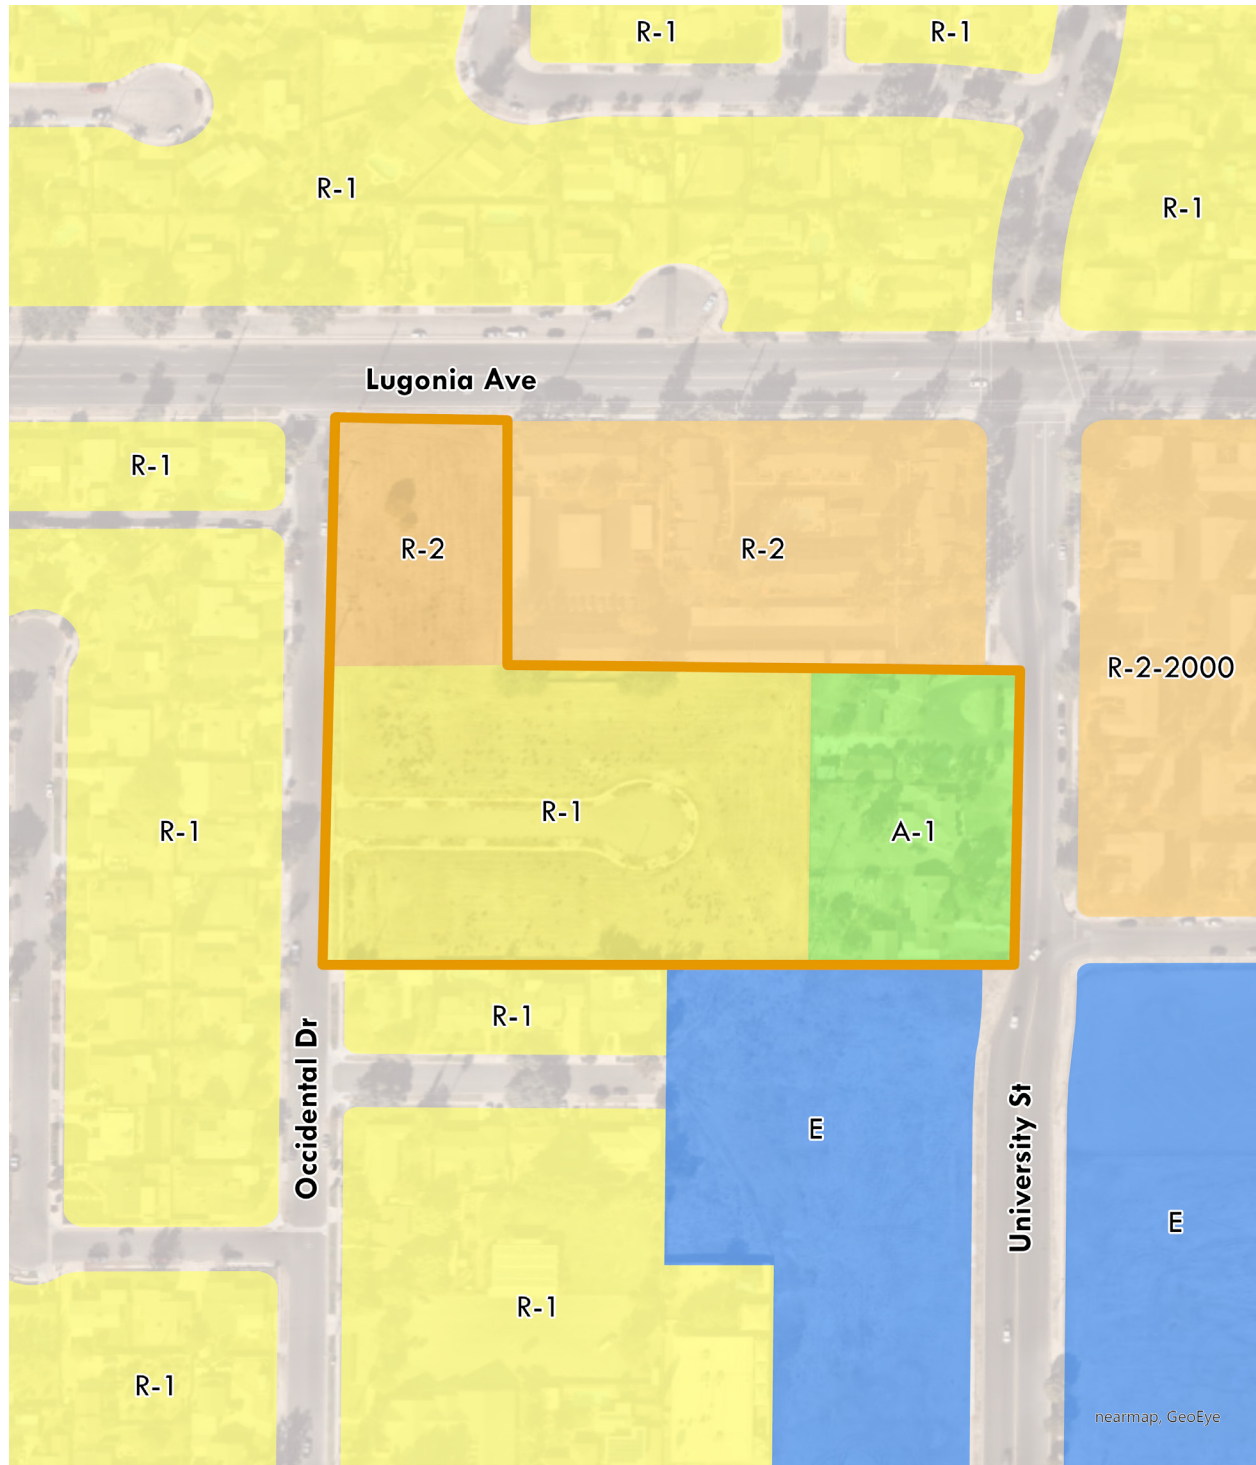 R-1
R-1
R-1
R-1
Lugonia Ave
R-1
R-2
R-2
R-2-2000
R-1
R-1
A-1
R-1
Occidental Dr
University St
E
E
R-1
R-1
nearmap, GeoEye